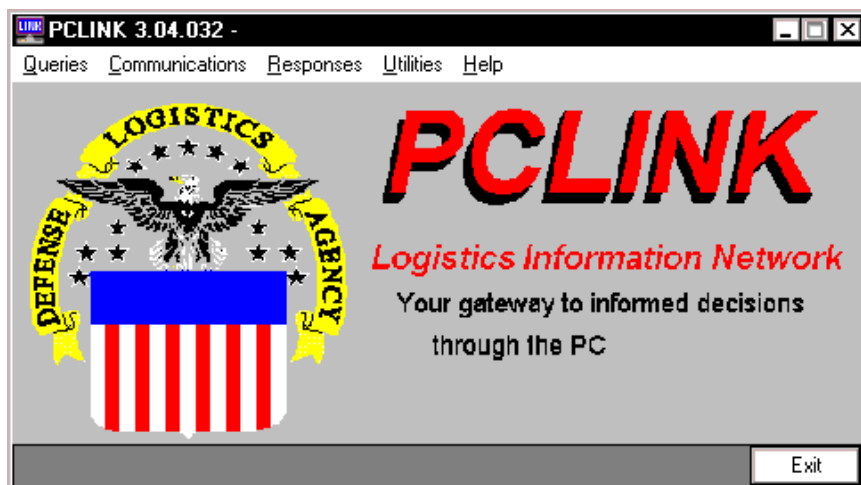 LINK PCLINK 3.04.032 -
Queries Communications Responses Utilities Help
DEFENSE LOGISTICS AGENCY
PCLINK
Logistics Information Network
Your gateway to informed decisions
through the PC
Exit